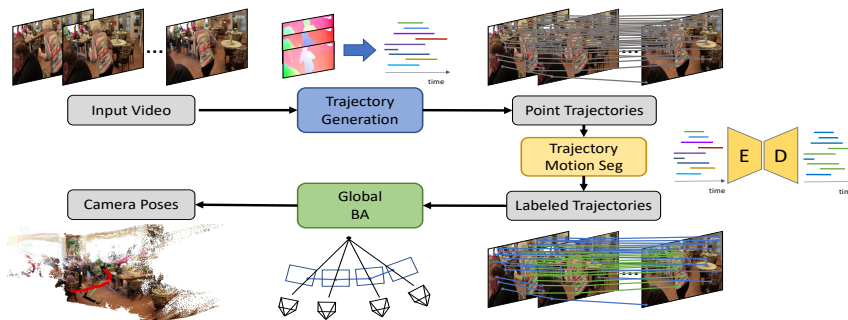 time
Input Video
Trajectory
Generation
Point Trajectories
Trajectory
Motion Seg
E D
time
time
Camera Poses
Global
BA
Labeled Trajectories